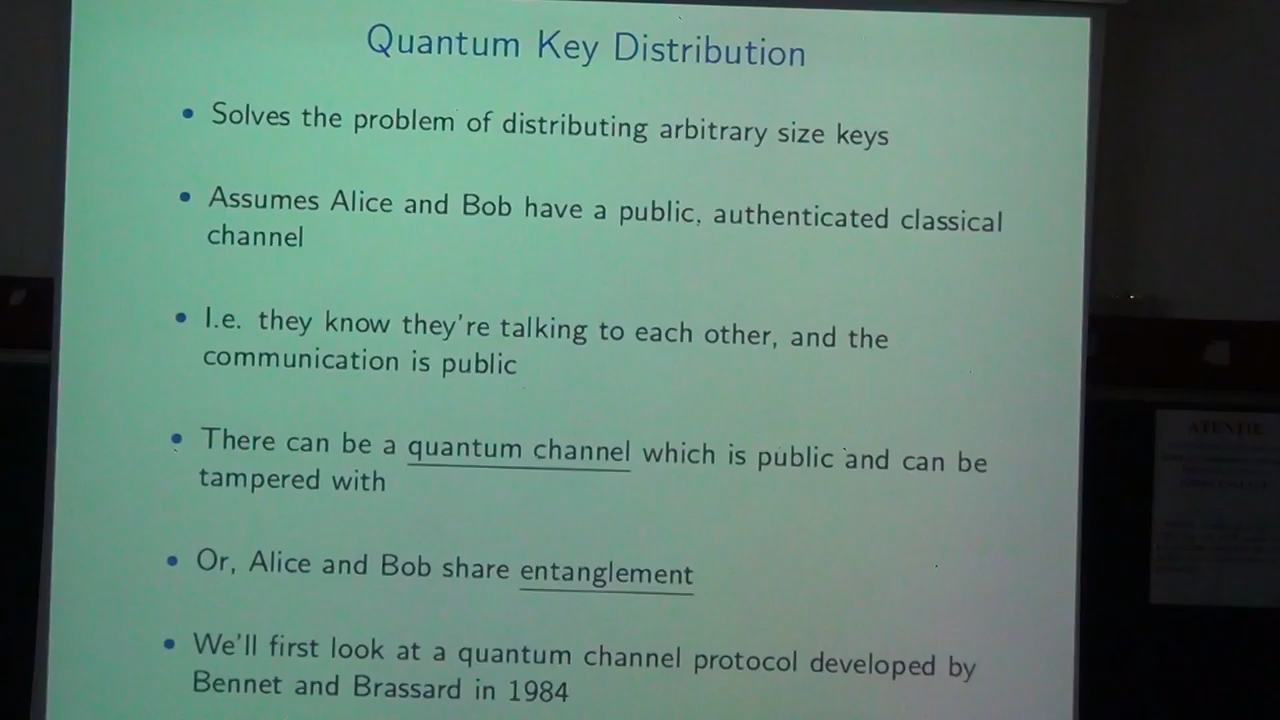 Quantum Key Distribution
• Solves the problem of distributing arbitrary size keys
• Assumes Alice and Bob have a public, authenticated classical
channel
• I.e. they know they're talking to each other, and the
communication is public
• There can be a quantum channel which is public and can be
tampered with
• Or, Alice and Bob share entanglement
• We'll first look at a quantum channel protocol developed by
Bennet and Brassard in 1984
ATENTIE